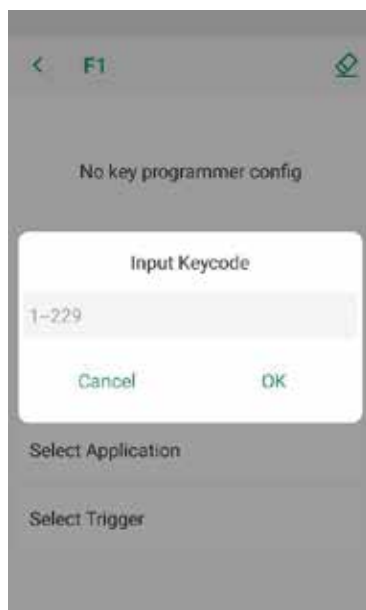 F1
No key programmer config
Input Keycode
1-229
Cancel OK
Select Application
Select Trigger